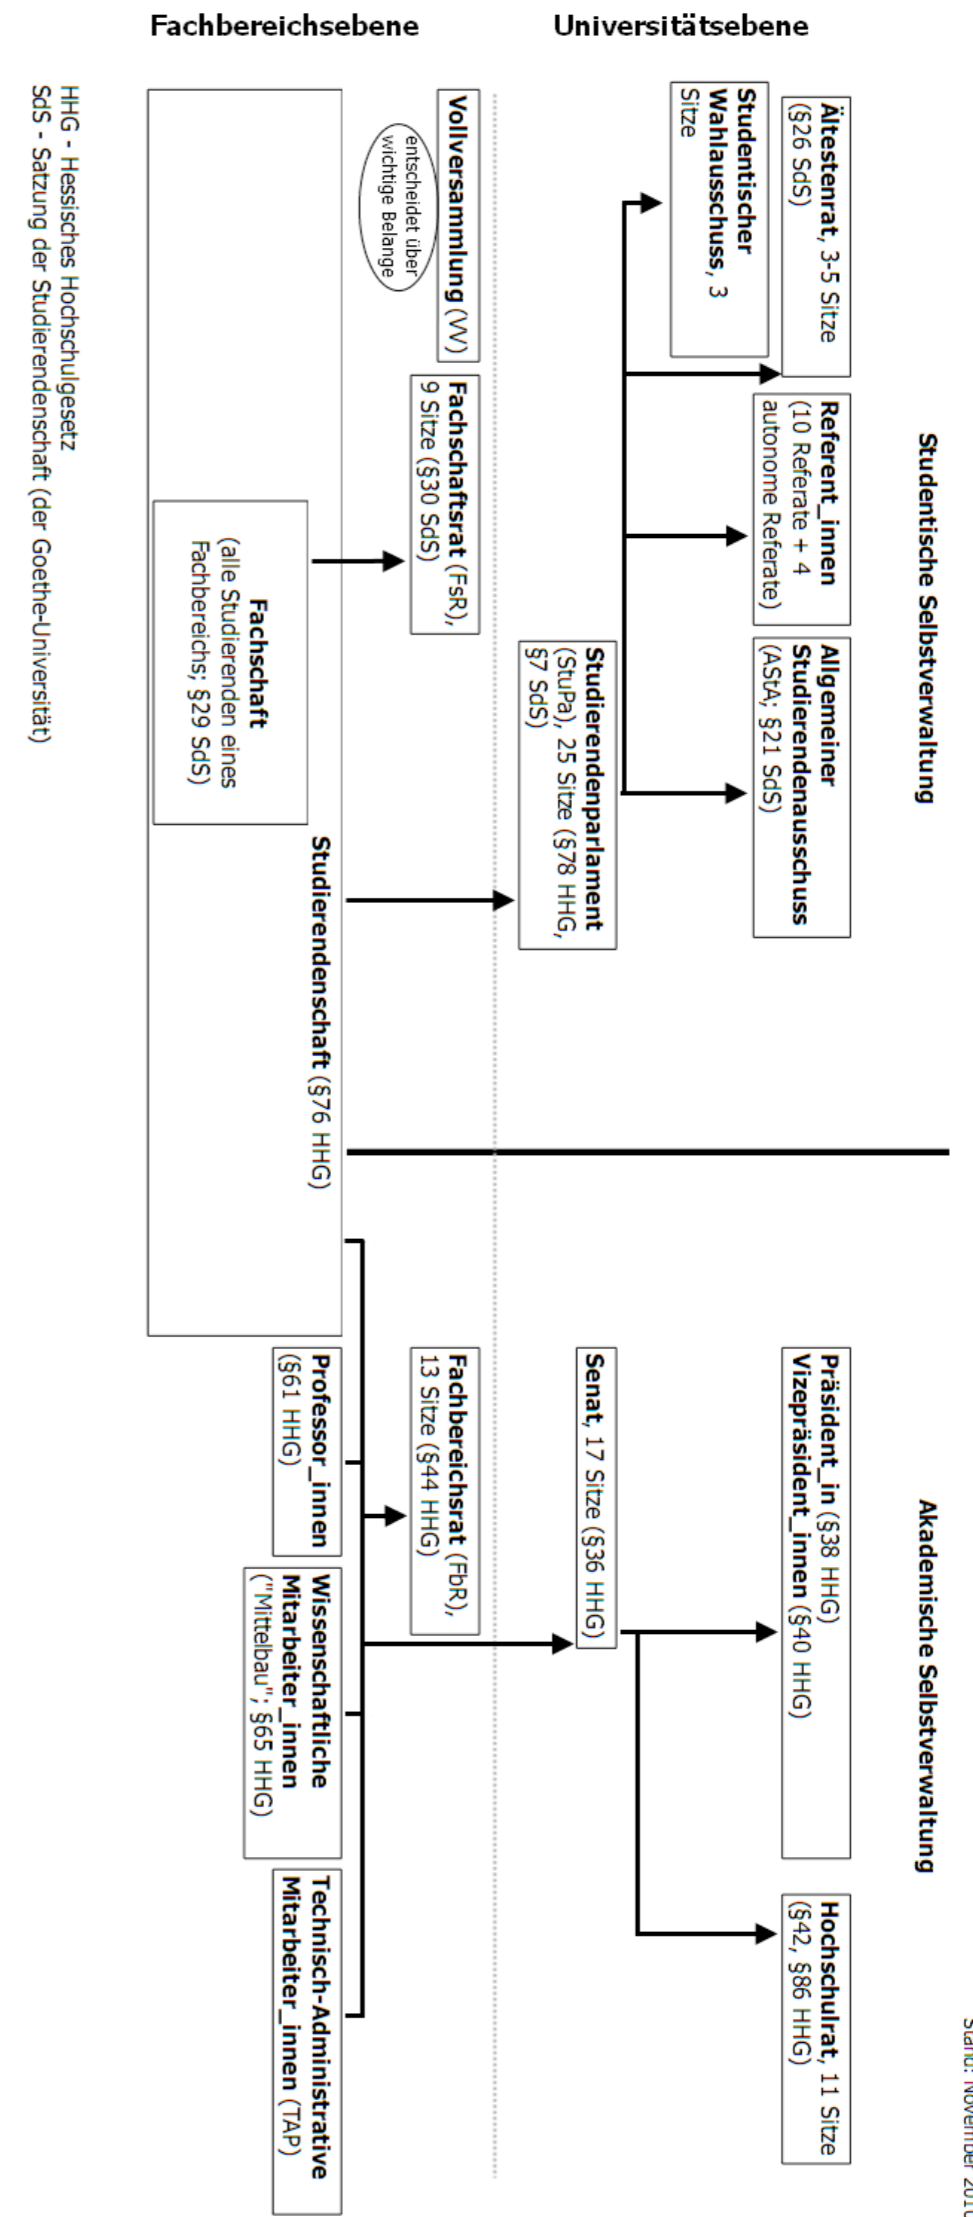 Stand: November 2010
Studentische Selbstverwaltung
Akademische Selbstverwaltung
Universitätsebene
Ältestenrat, 3-5 Sitze
(§26 SdS)
Studentischer
Wahlausschuss, 3
Sitze
Referent_innen
(10 Referate + 4
autonome Referate)
Allgemeiner
Studierendenausschuss
(AStA; §21 SdS)
Präsident_in (§38 HHG)
Vizepräsident_innen (§40 HHG)
Hochschulrat, 11 Sitze
(§42, §86 HHG)
Studierendenparlament
(StuPa), 25 Sitze (§78 HHG,
§7 SdS)
Senat, 17 Sitze (§36 HHG)
Fachbereichsebene
Vollversammlung (VV)
entscheidet über
wichtige Belange
Fachschaftsrat (FsR),
9 Sitze (§30 SdS)
Fachbereichsrat (FbR),
13 Sitze (§44 HHG)
Studierendenschaft (§76 HHG)
Fachschaft
(alle Studierenden eines
Fachbereichs; §29 SdS)
Professor_innen
(§61 HHG)
Wissenschaftliche
Mitarbeiter_innen
("Mittelbau"; §65 HHG)
Technisch-Administrative
Mitarbeiter_innen (TAP)
HHG - Hessisches Hochschulgesetz
SdS - Satzung der Studierendenschaft (der Goethe-Universität)